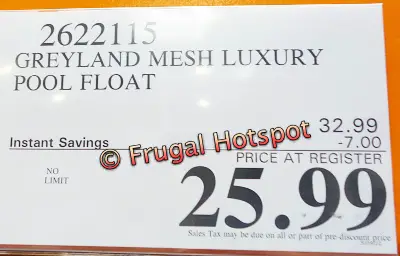 2622115
GREYLAND MESH LUXURY
POOL FLOAT
32.99
Instant Savings -7.00
© Frugal Hotspot
PRICE AT REGISTER
NO
LIMIT
25.99
Sales Tax may be due on all or part of pre-discount price